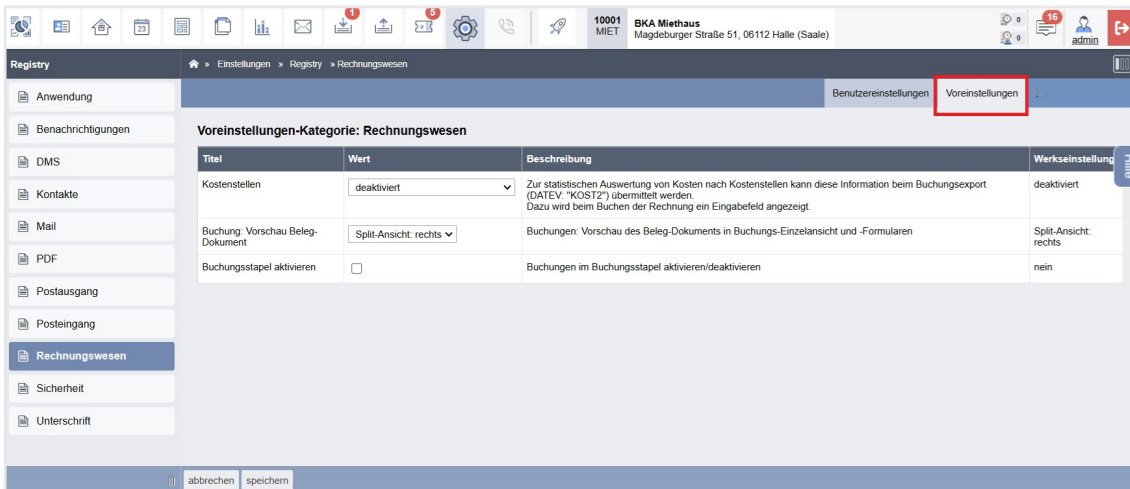 1
5
23
10001
MIET
BKA Miethaus
Magdeburger Straße 51, 06112 Halle (Saale)
0
0
16
admin
Registry
» Einstellungen » Registry » Rechnungswesen
Benutzereinstellungen
Voreinstellungen
Anwendung
Benachrichtigungen
DMS
Kontakte
Mail
PDF
Postausgang
Posteingang
Rechnungswesen
Sicherheit
Unterschrift
Voreinstellungen-Kategorie: Rechnungswesen
Titel Wert Beschreibung Werkseinstellung
Kostenstellen
deaktiviert
Zur statistischen Auswertung von Kosten nach Kostenstellen kann diese Information beim Buchungsexport
(DATEV: "KOST2") übermittelt werden.
Dazu wird beim Buchen der Rechnung ein Eingabefeld angezeigt.
deaktiviert
Buchung: Vorschau Beleg-
Dokument
Split-Ansicht: rechts
Buchungen: Vorschau des Beleg-Dokuments in Buchungs-Einzelansicht und -Formularen
Split-Ansicht:
rechts
Buchungsstapel aktivieren
Buchungen im Buchungsstapel aktivieren/deaktivieren
nein
Hilfe
abbrechen
speichern